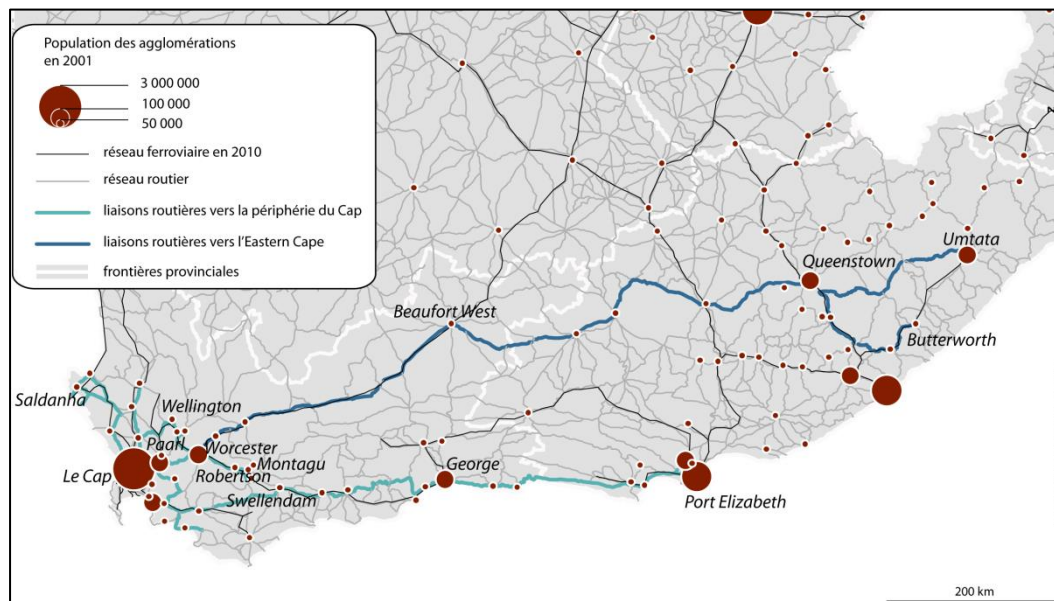 Population des agglomérations
en 2001
3 000 000
100 000
50 000
réseau ferroviaire en 2010
réseau routier
liaisons routières vers la périphérie du Cap
liaisons routières vers l'Eastern Cape
frontières provinciales
N
Umtata
Queenstown
Beaufort West
Butterworth
Saldanha
Wellington
Paarl
Worcester
Montagu
Le Cap
Robertson
George
Swellendam
Port Elizabeth
200 km